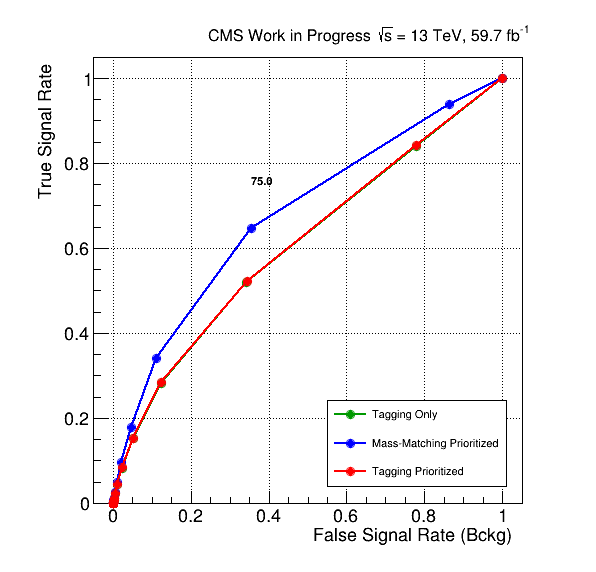 CMS Work in Progress √s = 13 TeV, 59.7 fb⁻¹
True Signal Rate
1
0.8
75.0
0.6
0.4
0.2
0
Tagging Only
Mass-Matching Prioritized
Tagging Prioritized
0 0.2 0.4 0.6 0.8 1
False Signal Rate (Bckg)